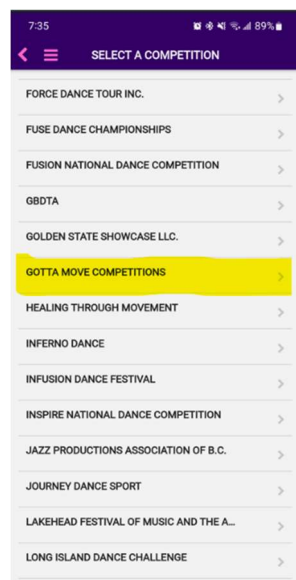 7:35 89%
SELECT A COMPETITION
FORCE DANCE TOUR INC.
FUSE DANCE CHAMPIONSHIPS
FUSION NATIONAL DANCE COMPETITION
GBDTA
GOLDEN STATE SHOWCASE LLC.
GOTTA MOVE COMPETITIONS
HEALING THROUGH MOVEMENT
INFERNO DANCE
INFUSION DANCE FESTIVAL
INSPIRE NATIONAL DANCE COMPETITION
JAZZ PRODUCTIONS ASSOCIATION OF B.C.
JOURNEY DANCE SPORT
LAKEHEAD FESTIVAL OF MUSIC AND THE A...
LONG ISLAND DANCE CHALLENGE